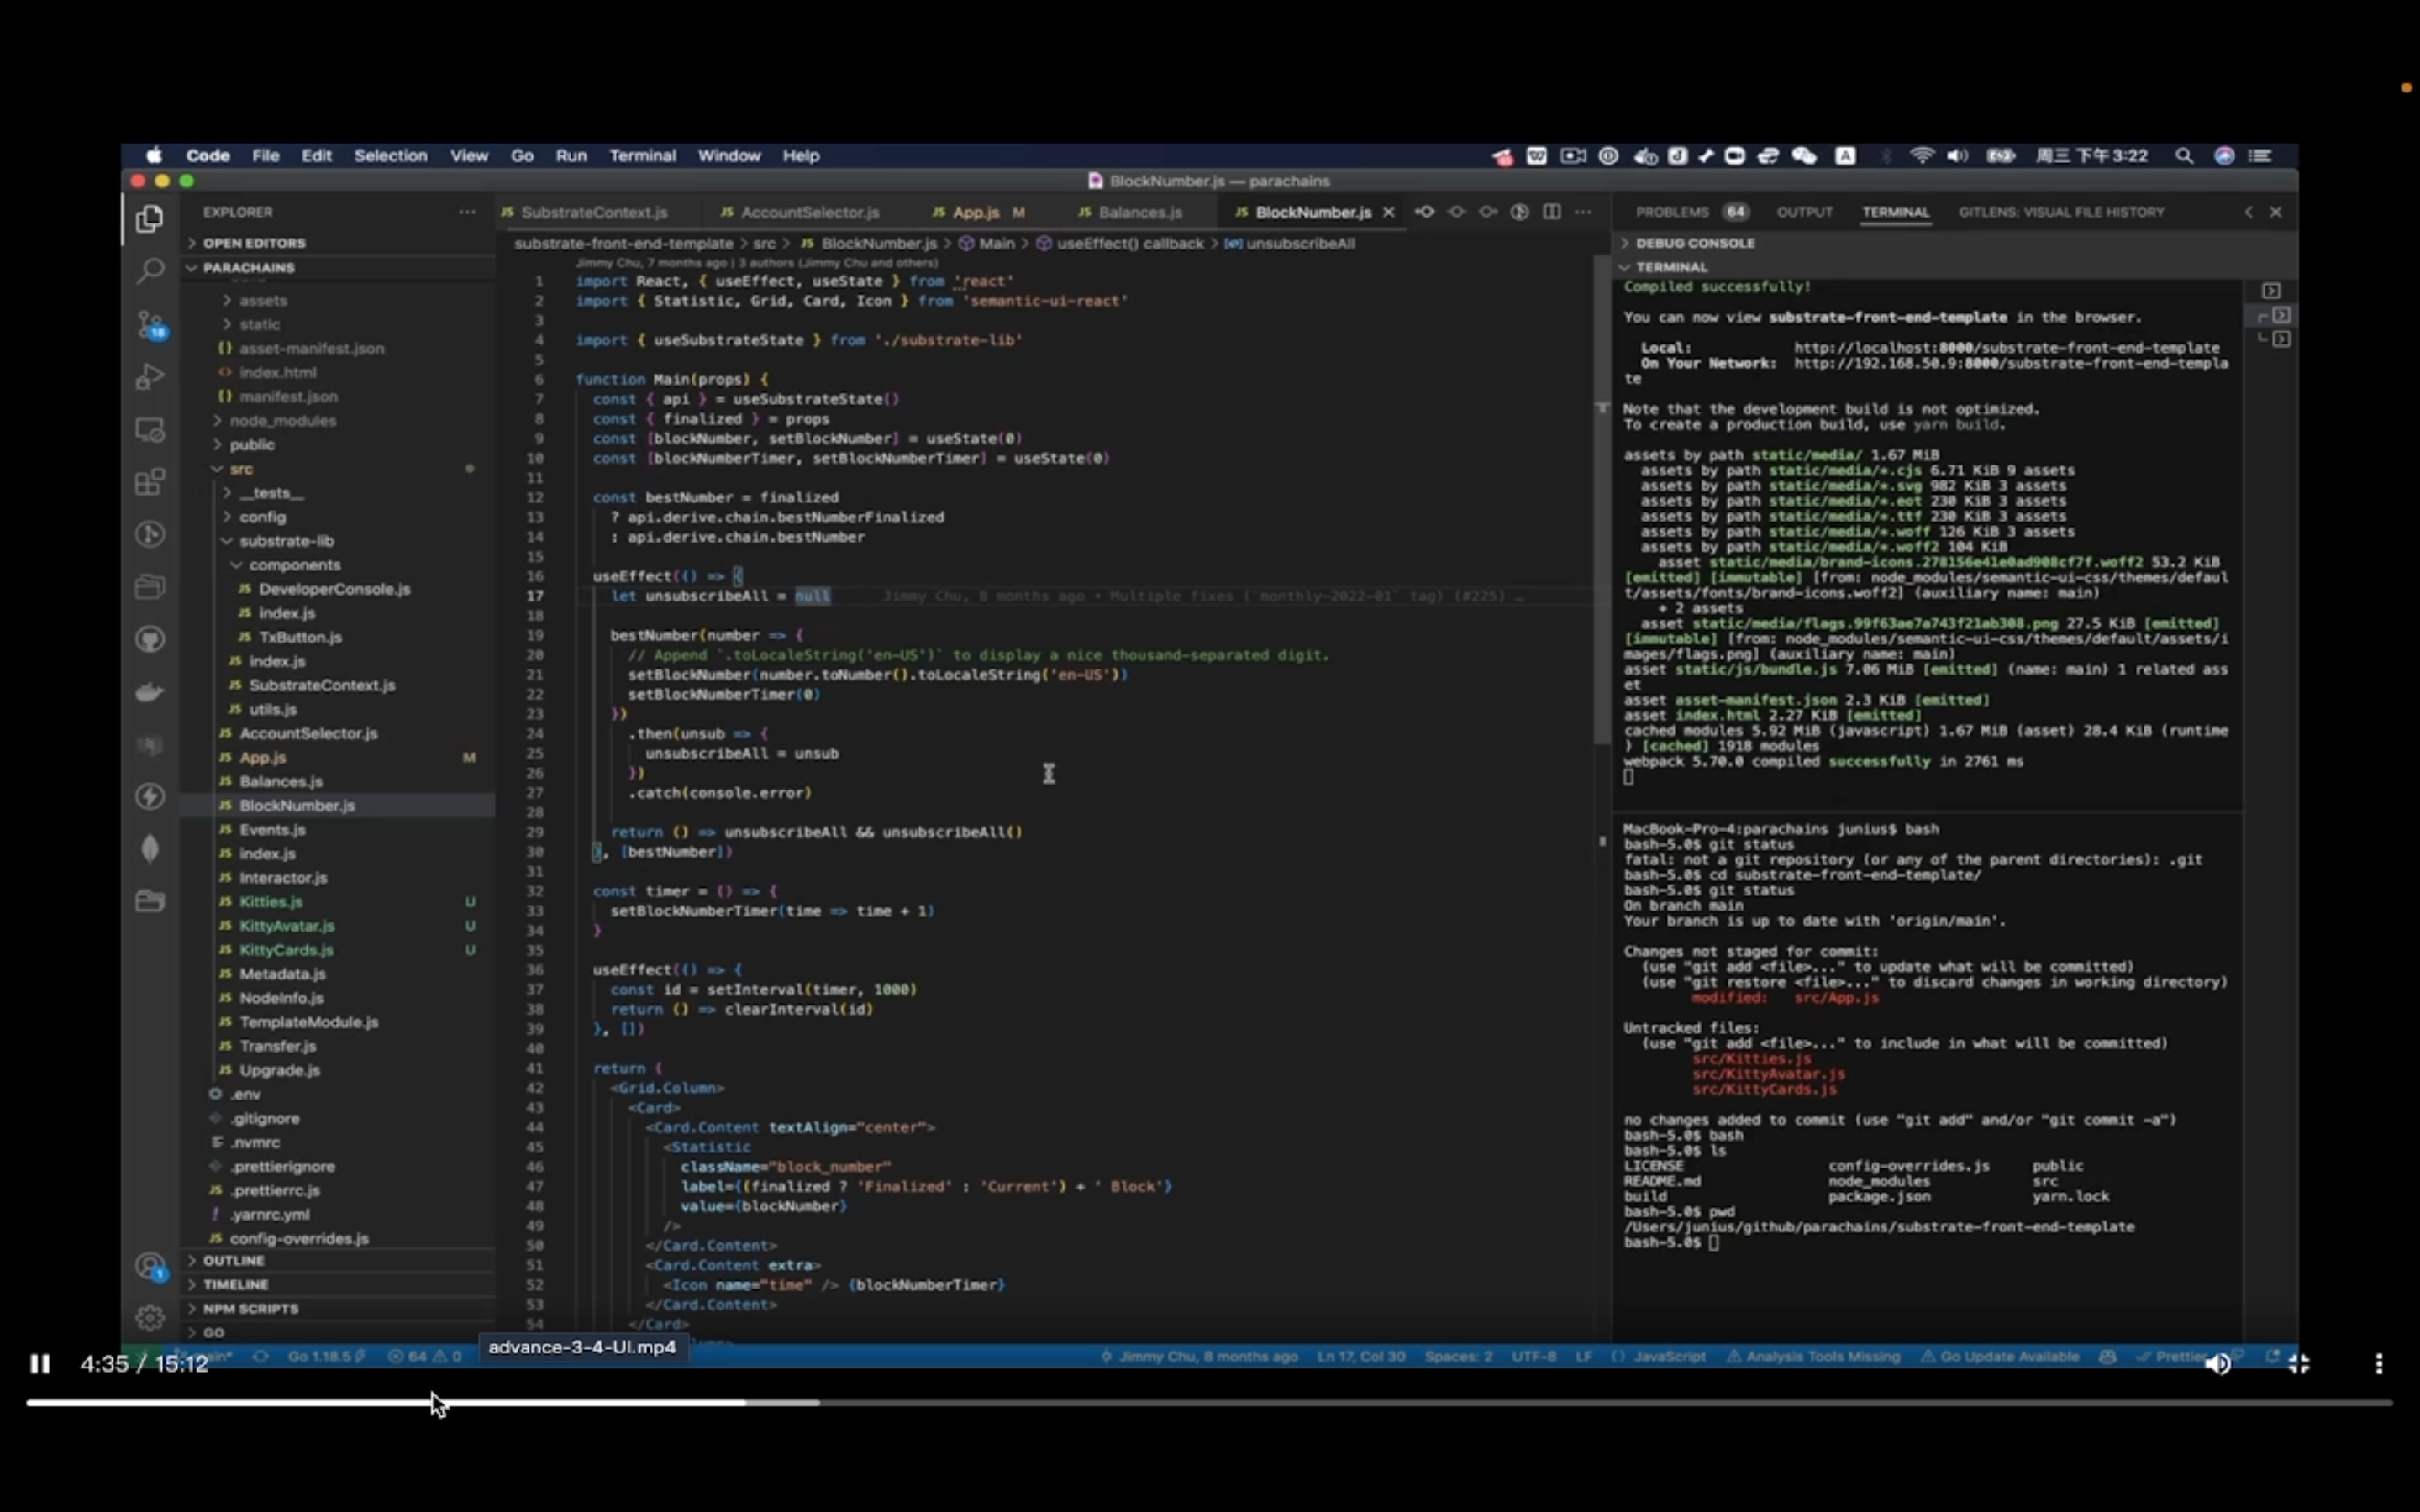 Code File Edit Selection View Go Run Terminal Window Help
周三 下午3:22
BlockNumber.js — parachains
EXPLORER
OPEN EDITORS
PARACHAINS
assets
static
asset-manifest.json
index.html
manifest.json
node_modules
public
src
__tests__
config
substrate-lib
components
JS DeveloperConsole.js
JS index.js
JS TxButton.js
JS index.js
JS SubstrateContext.js
JS utils.js
JS AccountSelector.js
JS App.js M
JS Balances.js
JS BlockNumber.js
JS Events.js
JS index.js
JS Interactor.js
JS Kitties.js U
JS KittyAvatar.js U
JS KittyCards.js U
JS Metadata.js
JS NodeInfo.js
JS TemplateModule.js
JS Transfer.js
JS Upgrade.js
.env
.gitignore
.nvmrc
.prettierignore
JS .prettierrc.js
! .yarnrc.yml
JS config-overrides.js
OUTLINE
TIMELINE
NPM SCRIPTS
GO
JS SubstrateContext.js JS AccountSelector.js JS App.js M JS Balances.js JS BlockNumber.js
substrate-front-end-template > src > JS BlockNumber.js > Main > useEffect() callback > unsubscribeAll
Jimmy Chu, 7 months ago | 3 authors (Jimmy Chu and others)
1 import React, { useEffect, useState } from 'react'
2 import { Statistic, Grid, Card, Icon } from 'semantic-ui-react'
3
4 import { useSubstrateState } from './substrate-lib'
5
6 function Main(props) {
7 const { api } = useSubstrateState()
8 const { finalized } = props
9 const [blockNumber, setBlockNumber] = useState(0)
10 const [blockNumberTimer, setBlockNumberTimer] = useState(0)
11
12 const bestNumber = finalized
13 ? api.derive.chain.bestNumberFinalized
14 : api.derive.chain.bestNumber
15
16 useEffect(() => {
17 let unsubscribeAll = null Jimmy Chu, 8 months ago • Multiple fixes (`monthly-2022-01` tag) (#225) …
18
19 bestNumber(number => {
20 // Append `.toLocaleString('en-US')` to display a nice thousand-separated digit.
21 setBlockNumber(number.toNumber().toLocaleString('en-US'))
22 setBlockNumberTimer(0)
23 })
24 .then(unsub => {
25 unsubscribeAll = unsub
26 })
27 .catch(console.error)
28
29 return () => unsubscribeAll && unsubscribeAll()
30 }, [bestNumber])
31
32 const timer = () => {
33 setBlockNumberTimer(time => time + 1)
34 }
35
36 useEffect(() => {
37 const id = setInterval(timer, 1000)
38 return () => clearInterval(id)
39 }, [])
40
41 return (
42 <Grid.Column>
43 <Card>
44 <Card.Content textAlign="center">
45 <Statistic
46 className="block_number"
47 label={(finalized ? 'Finalized' : 'Current') + ' Block'}
48 value={blockNumber}
49 />
50 </Card.Content>
51 <Card.Content extra>
52 <Icon name="time" /> {blockNumberTimer}
53 </Card.Content>
54 </Card>
PROBLEMS 64 OUTPUT TERMINAL GITLENS: VISUAL FILE HISTORY
DEBUG CONSOLE
TERMINAL
Compiled successfully!
You can now view substrate-front-end-template in the browser.
Local: http://localhost:8000/substrate-front-end-template
On Your Network: http://192.168.50.9:8000/substrate-front-end-templa
te
Note that the development build is not optimized.
To create a production build, use yarn build.
assets by path static/media/ 1.67 MiB
assets by path static/media/*.cjs 6.71 KiB 9 assets
assets by path static/media/*.svg 982 KiB 3 assets
assets by path static/media/*.eot 230 KiB 3 assets
assets by path static/media/*.ttf 230 KiB 3 assets
assets by path static/media/*.woff 126 KiB 3 assets
assets by path static/media/*.woff2 104 KiB
asset static/media/brand-icons.278156e41e0ad908cf7f.woff2 53.2 KiB
[emitted] [immutable] [from: node_modules/semantic-ui-css/themes/defaul
t/assets/fonts/brand-icons.woff2] (auxiliary name: main)
+ 2 assets
asset static/media/flags.99f63ae7a743f21ab308.png 27.5 KiB [emitted]
[immutable] [from: node_modules/semantic-ui-css/themes/default/assets/i
mages/flags.png] (auxiliary name: main)
asset static/js/bundle.js 7.06 MiB [emitted] (name: main) 1 related ass
et
asset asset-manifest.json 2.3 KiB [emitted]
asset index.html 2.27 KiB [emitted]
cached modules 5.92 MiB (javascript) 1.67 MiB (asset) 28.4 KiB (runtime
) [cached] 1918 modules
webpack 5.70.0 compiled successfully in 2761 ms
MacBook-Pro-4:parachains junius$ bash
bash-5.0$ git status
fatal: not a git repository (or any of the parent directories): .git
bash-5.0$ cd substrate-front-end-template/
bash-5.0$ git status
On branch main
Your branch is up to date with 'origin/main'.
Changes not staged for commit:
(use "git add <file>..." to update what will be committed)
(use "git restore <file>..." to discard changes in working directory)
modified: src/App.js
Untracked files:
(use "git add <file>..." to include in what will be committed)
src/Kitties.js
src/KittyAvatar.js
src/KittyCards.js
no changes added to commit (use "git add" and/or "git commit -a")
bash-5.0$ bash
bash-5.0$ ls
LICENSE config-overrides.js public
README.md node_modules src
build package.json yarn.lock
bash-5.0$ pwd
/Users/junius/github/parachains/substrate-front-end-template
bash-5.0$
advance-3-4-UI.mp4
4:35 / 15:12
main* Go 1.18.5 64 0 Jimmy Chu, 8 months ago Ln 17, Col 30 Spaces: 2 UTF-8 LF JavaScript Analysis Tools Missing Go Update Available Prettier